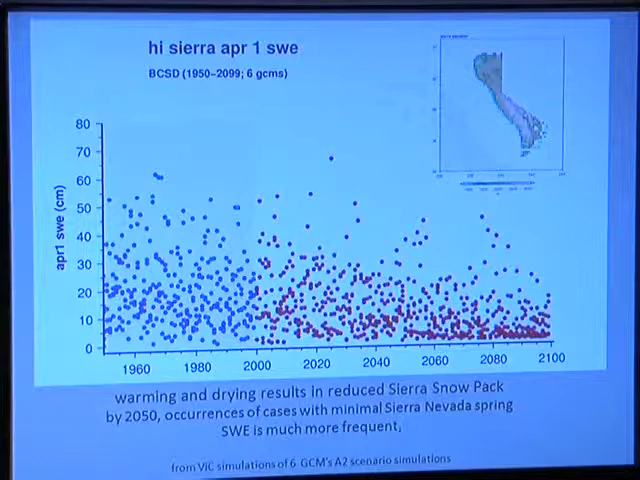 hi sierra apr 1 swe
BCSD (1950-2099; 6 gcms)
apr1 swe (cm)
80
70
60
50
40
30
20
10
0
1960
1980
2000
2020
2040
2060
2080
2100
warming and drying results in reduced Sierra Snow Pack
by 2050, occurrences of cases with minimal Sierra Nevada spring
SWE is much more frequent,
from VIC simulations of 6 GCM's A2 scenario simulations